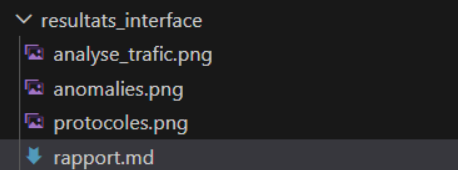 resultats_interface
analyse_trafic.png
anomalies.png
protocoles.png
rapport.md